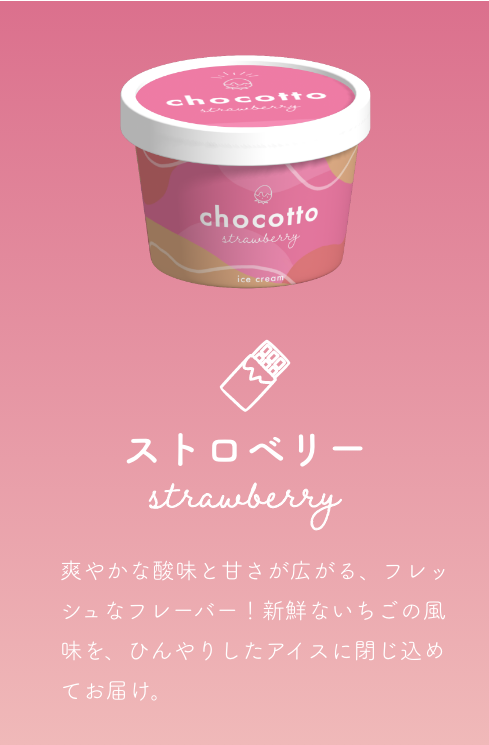 chocotto
strawberry
chocotto
strawberry
ice cream
ストロベリー
strawberry
爽やかな酸味と甘さが広がる、フレッ
シュなフレーバー！新鮮ないちごの風
味を、ひんやりしたアイスに閉じ込め
てお届け。